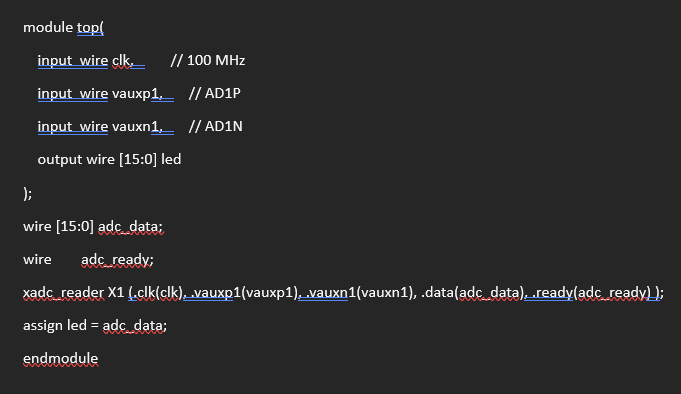 module top(
input  wire clk,      // 100 MHz
input  wire vauxp1,    // AD1P
input  wire vauxn1,    // AD1N
output wire [15:0] led
);
wire [15:0] adc_data;
wire      adc_ready;
xadc_reader X1 (.clk(clk), .vauxp1(vauxp1), .vauxn1(vauxn1), .data(adc_data), .ready(adc_ready) );
assign led = adc_data;
endmodule